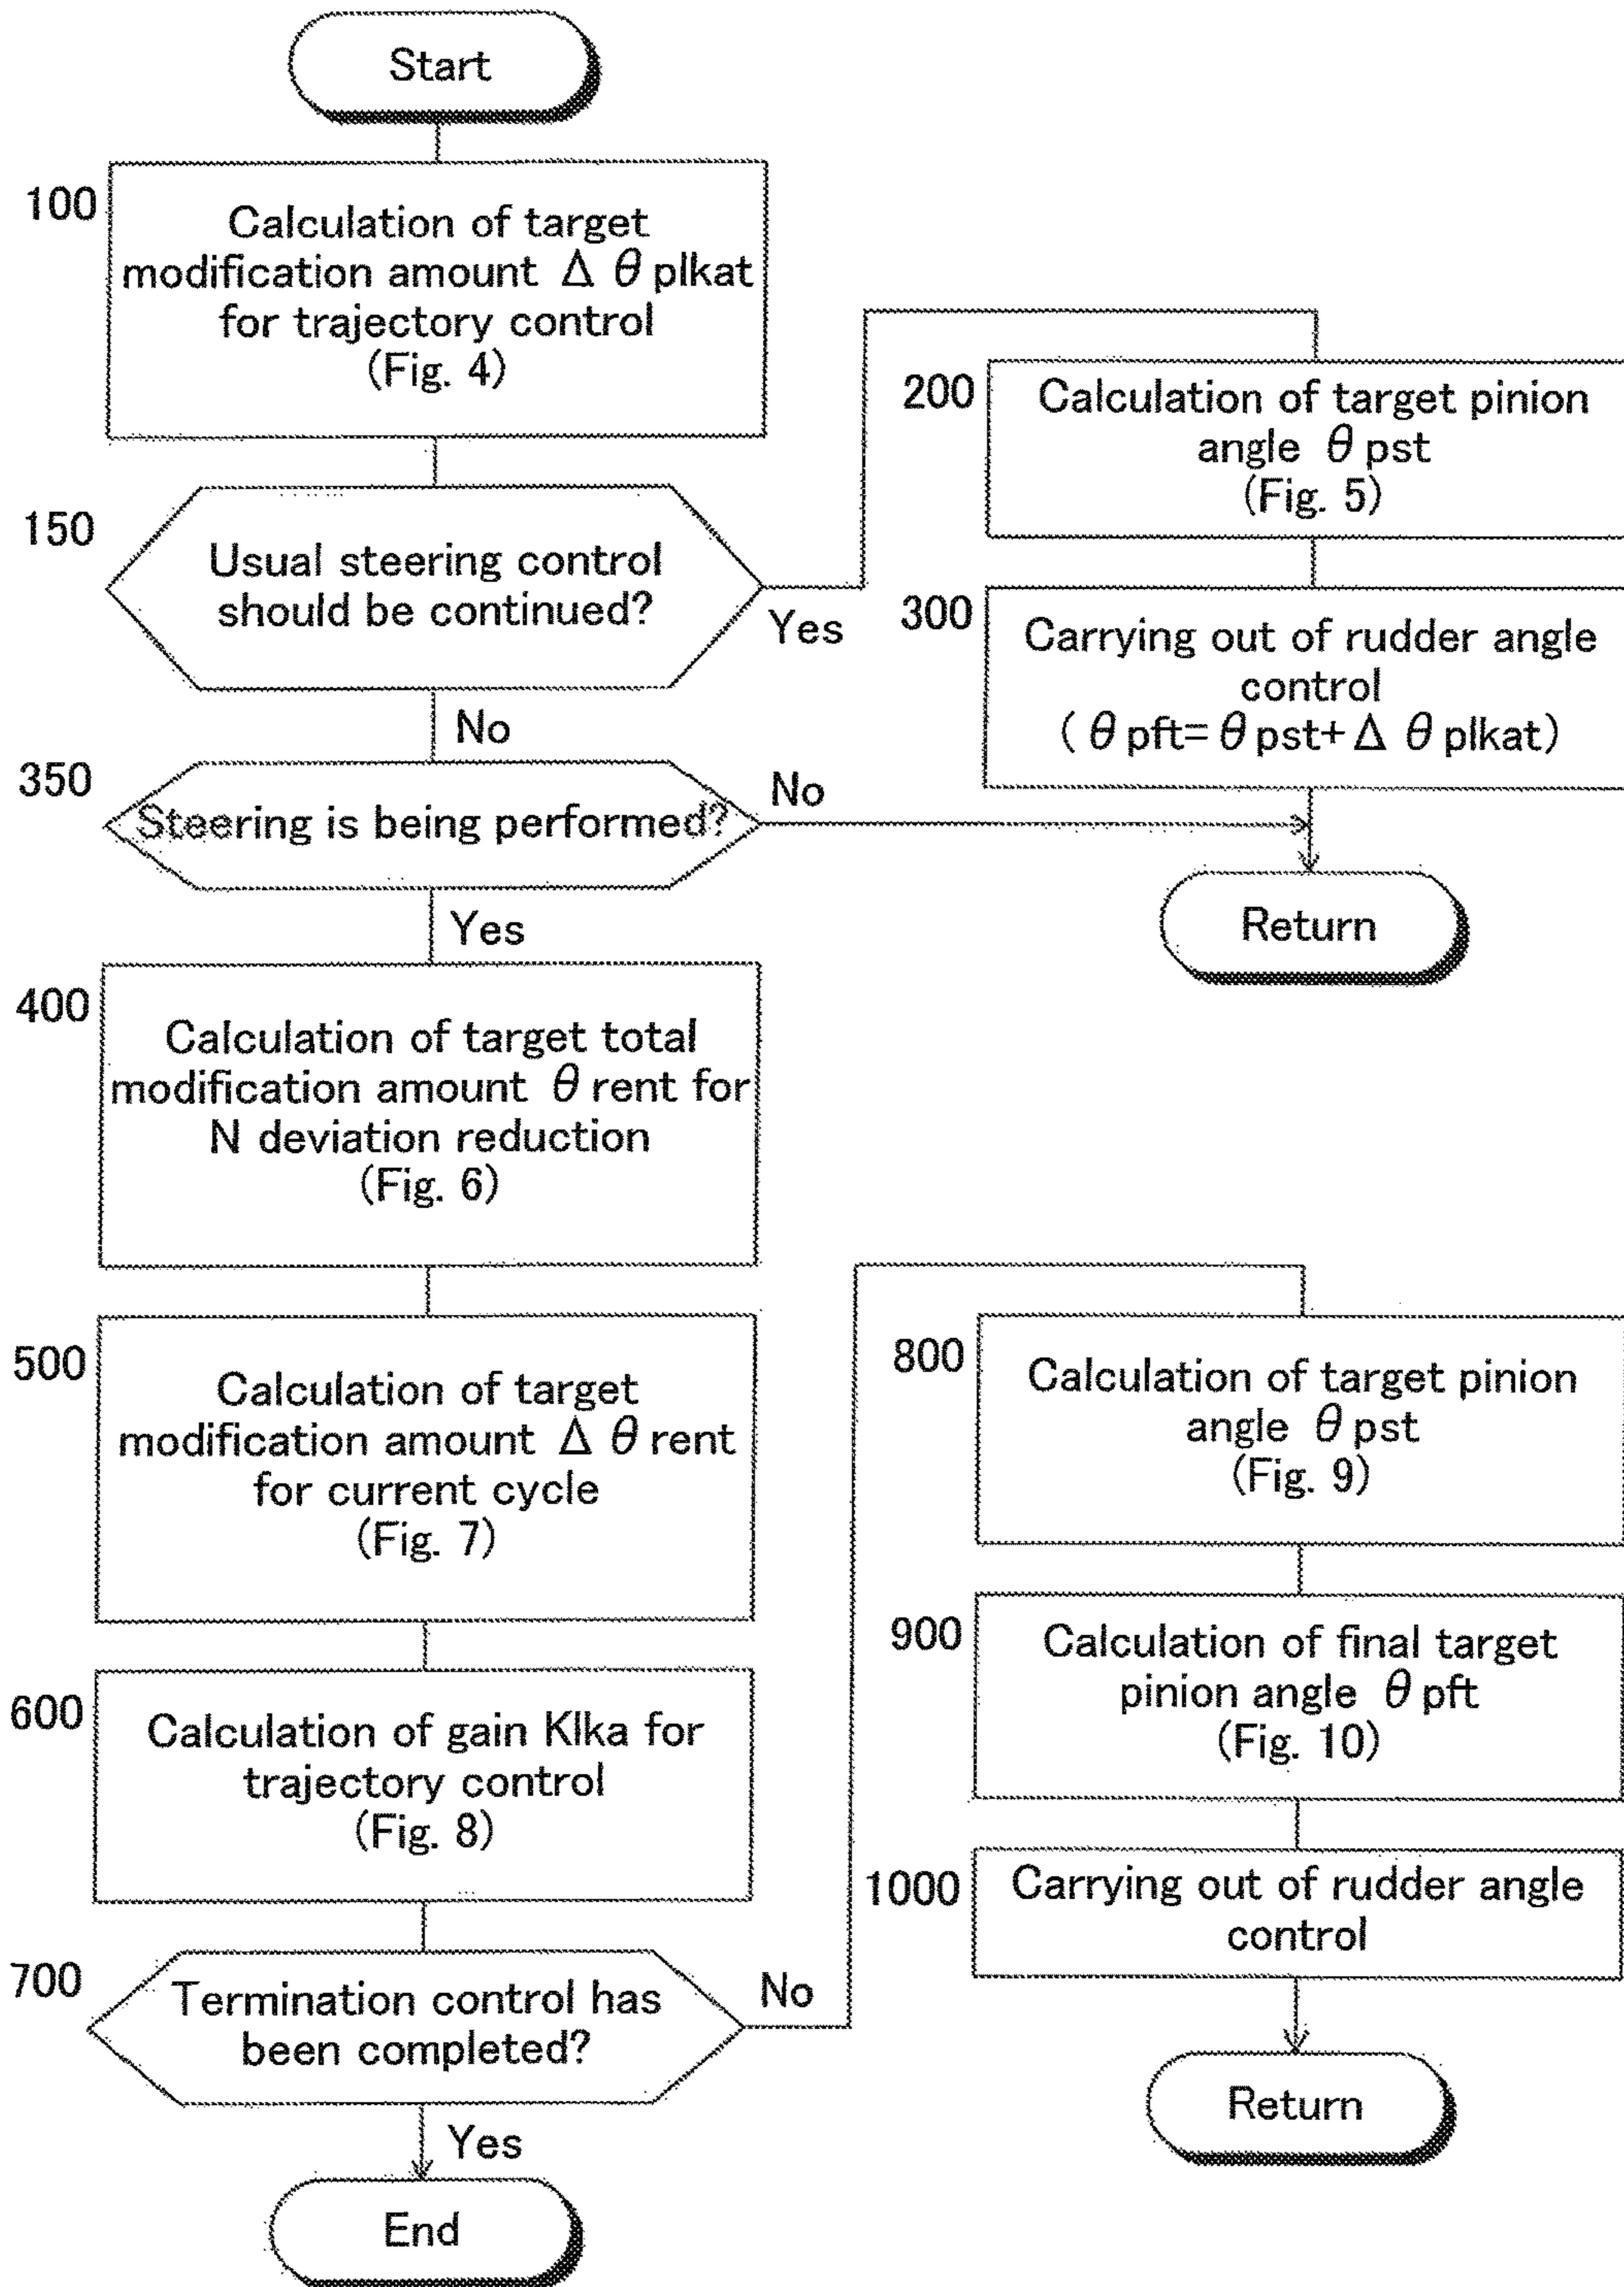 Start
100
Calculation of target
modification amount Δ θ plkat
for trajectory control
(Fig. 4)
150
Usual steering control
should be continued?
Yes
No
200
Calculation of target pinion
angle θ pst
(Fig. 5)
300
Carrying out of rudder angle
control
( θ pft= θ pst+ Δ θ plkat)
350
Steering is being performed?
No
Yes
Return
400
Calculation of target total
modification amount θ rent for
N deviation reduction
(Fig. 6)
500
Calculation of target
modification amount Δ θ rent
for current cycle
(Fig. 7)
600
Calculation of gain Klka for
trajectory control
(Fig. 8)
700
Termination control has
been completed?
No
Yes
End
800
Calculation of target pinion
angle θ pst
(Fig. 9)
900
Calculation of final target
pinion angle θ pft
(Fig. 10)
1000
Carrying out of rudder angle
control
Return